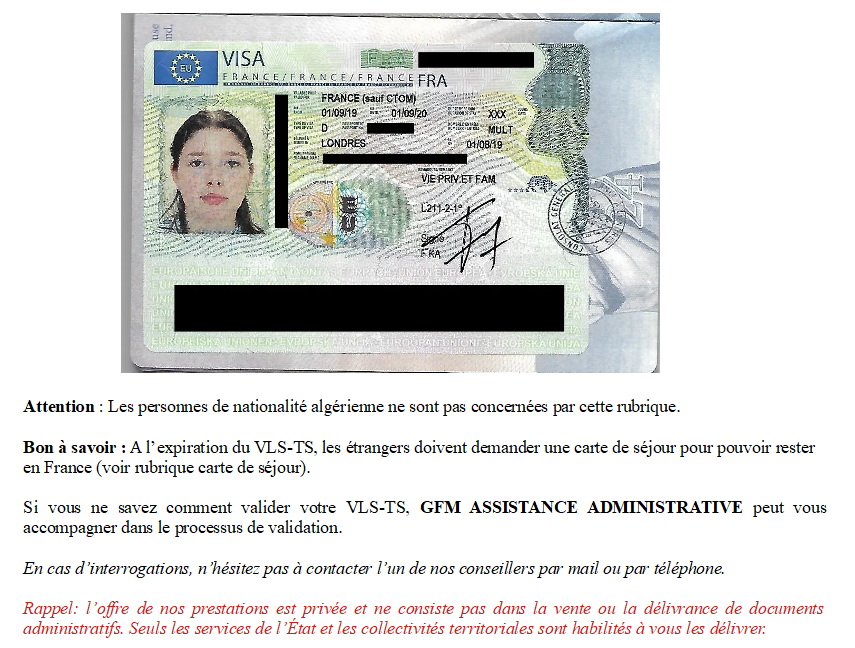 use
nd,
EU
VISA
FRANCE/FRANCE/FRANCE FRA
FRANCE (sauf CTOM)
01/09/19 01/09/20 XXX
D MULT
LONDRES 01/08/19
VIE PRIV.ET FAM
L211-2-1°
Signé
FRA
Attention : Les personnes de nationalité algérienne ne sont pas concernées par cette rubrique.
Bon à savoir : A l’expiration du VLS-TS, les étrangers doivent demander une carte de séjour pour pouvoir rester
en France (voir rubrique carte de séjour).
Si vous ne savez comment valider votre VLS-TS, GFM ASSISTANCE ADMINISTRATIVE peut vous
accompagner dans le processus de validation.
En cas d’interrogations, n’hésitez pas à contacter l’un de nos conseillers par mail ou par téléphone.
Rappel: l’offre de nos prestations est privée et ne consiste pas dans la vente ou la délivrance de documents
administratifs. Seuls les services de l’État et les collectivités territoriales sont habilités à vous les délivrer.